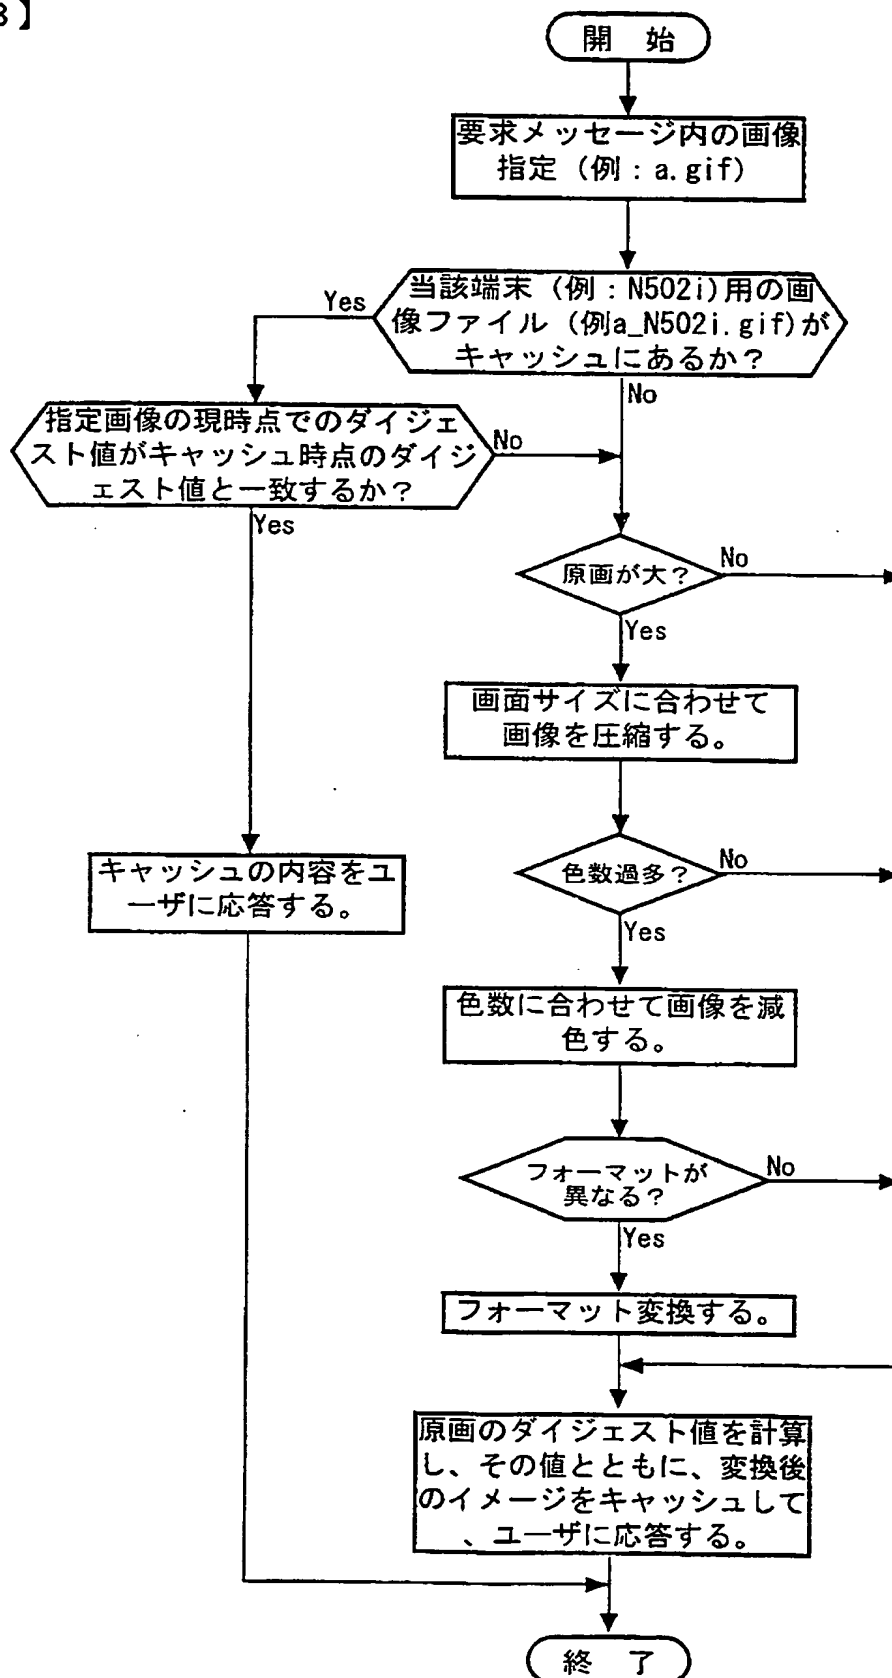 8】
開 始
要求メッセージ内の画像
指定 (例：a.gif)
当該端末 (例：N502i)用の画
像ファイル (例a_N502i.gif)が
キャッシュにあるか？
Yes
No
指定画像の現時点でのダイジェ
スト値がキャッシュ時点のダイジ
ェスト値と一致するか？
No
Yes
原画が大？
No
Yes
画面サイズに合わせて
画像を圧縮する。
色数過多？
No
Yes
キャッシュの内容をユ
ーザに応答する。
色数に合わせて画像を減
色する。
フォーマットが
異なる？
No
Yes
フォーマット変換する。
原画のダイジェスト値を計算
し、その値とともに、変換後
のイメージをキャッシュして
、ユーザに応答する。
終 了